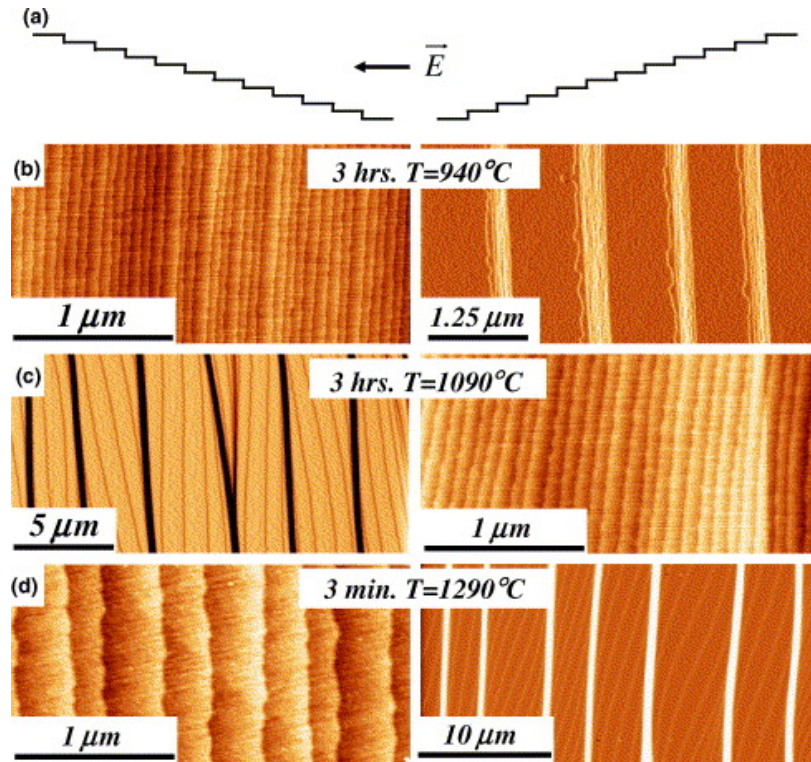 (a)
E
(b)
3 hrs. T=940°C
1 μm
1.25 μm
(c)
3 hrs. T=1090°C
5 μm
1 μm
(d)
3 min. T=1290°C
1 μm
10 μm